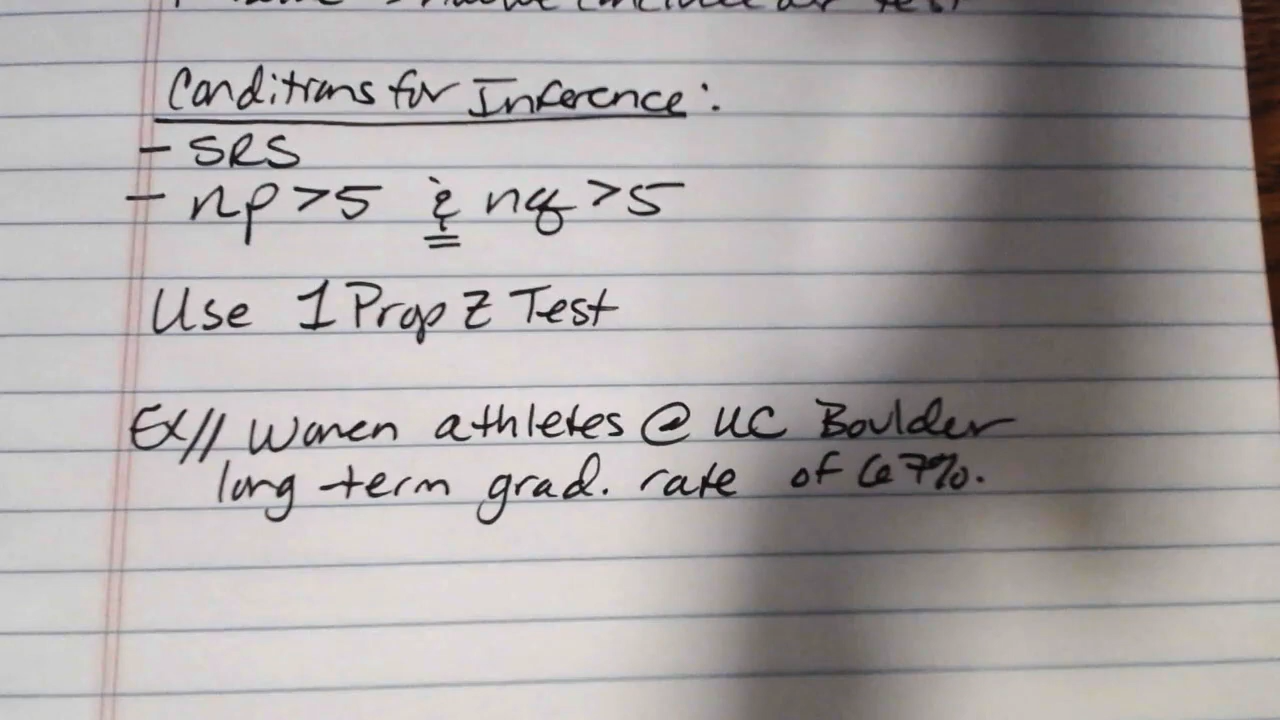 Conditions for Inference:
- SRS
- np > 5 & nq > 5
Use 1 Prop Z Test
Ex// Women athletes @ UC Boulder
long term grad. rate of 67%.